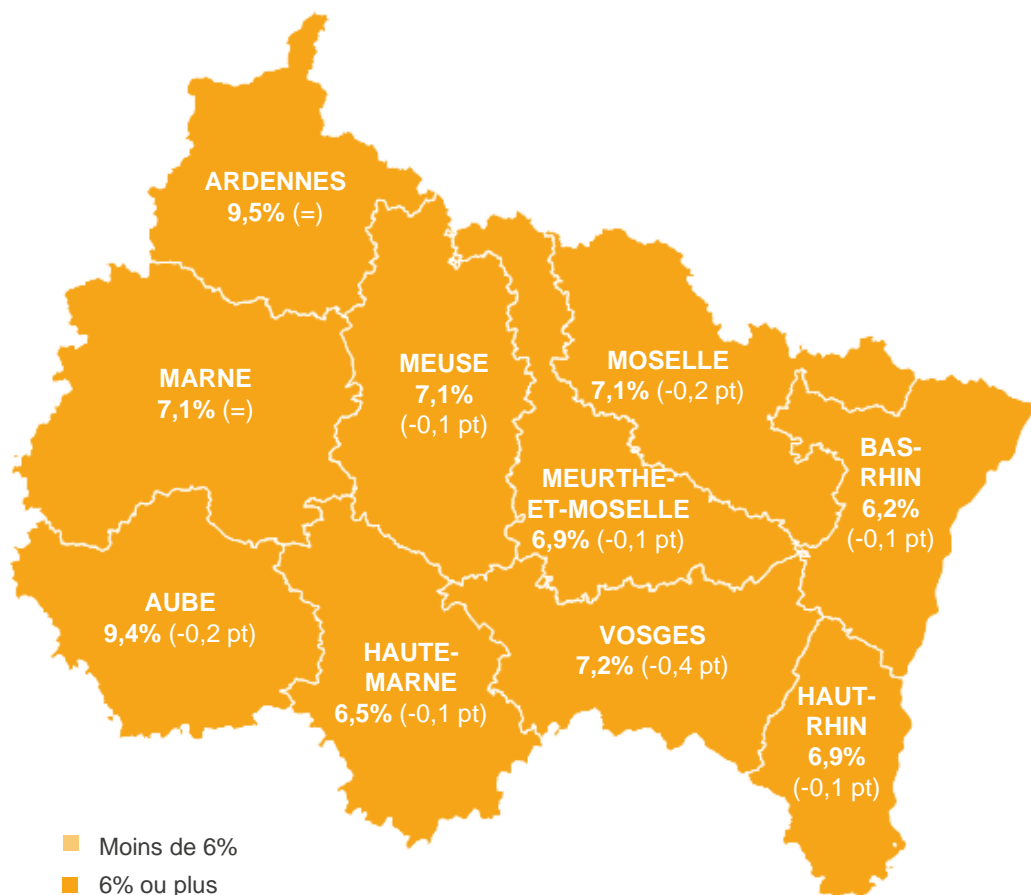 ARDENNES
9,5% (=)
MARNE
7,1% (=)
MEUSE
7,1%
(-0,1 pt)
MOSELLE
7,1% (-0,2 pt)
BAS-
RHIN
6,2%
(-0,1 pt)
MEURTHE-
ET-MOSELLE
6,9% (-0,1 pt)
AUBE
9,4% (-0,2 pt)
HAUTE-
MARNE
6,5% (-0,1 pt)
VOSGES
7,2% (-0,4 pt)
HAUT-
RHIN
6,9%
(-0,1 pt)
Moins de 6%
6% ou plus